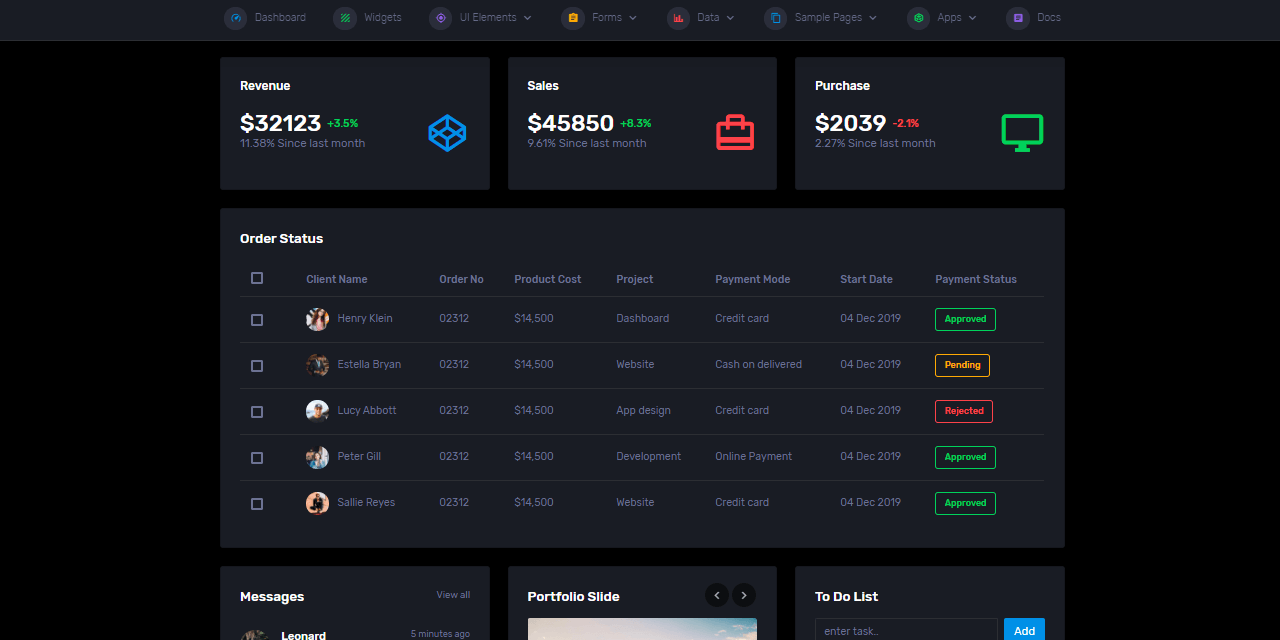 Dashboard Widgets UI Elements Forms Data Sample Pages Apps Docs
Revenue
$32123 +3.5%
11.38% Since last month
Sales
$45850 +8.3%
9.61% Since last month
Purchase
$2039 -2.1%
2.27% Since last month
Order Status
Client Name Order No Product Cost Project Payment Mode Start Date Payment Status
Henry Klein 02312 $14,500 Dashboard Credit card 04 Dec 2019 Approved
Estella Bryan 02312 $14,500 Website Cash on delivered 04 Dec 2019 Pending
Lucy Abbott 02312 $14,500 App design Credit card 04 Dec 2019 Rejected
Peter Gill 02312 $14,500 Development Online Payment 04 Dec 2019 Approved
Sallie Reyes 02312 $14,500 Website Credit card 04 Dec 2019 Approved
Messages View all
Leonard 5 minutes ago
Portfolio Slide
To Do List
enter task.. Add